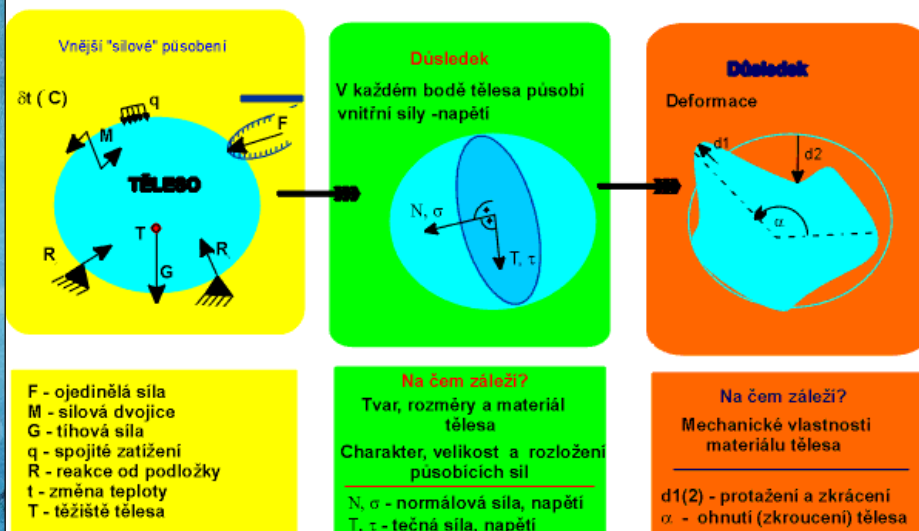 Vnější "silové" působení
δt ( C)
q
M
F
TĚLESO
T
R
R
G
Důsledek
V každém bodě tělesa působí
vnitřní síly -napětí
N, σ
T, τ
Důsledek
Deformace
d1
d2
α
F - ojedinělá síla
M - silová dvojice
G - tíhová síla
q - spojité zatížení
R - reakce od podložky
t - změna teploty
T - těžiště tělesa
Na čem záleží?
Tvar, rozměry a materiál
tělesa
Charakter, velikost a rozložení
působících sil
N, σ - normálová síla, napětí
T, τ - tečná síla, napětí
Na čem záleží?
Mechanické vlastnosti
materiálu tělesa
d1(2) - protažení a zkrácení
α - ohnutí (zkroucení) tělesa